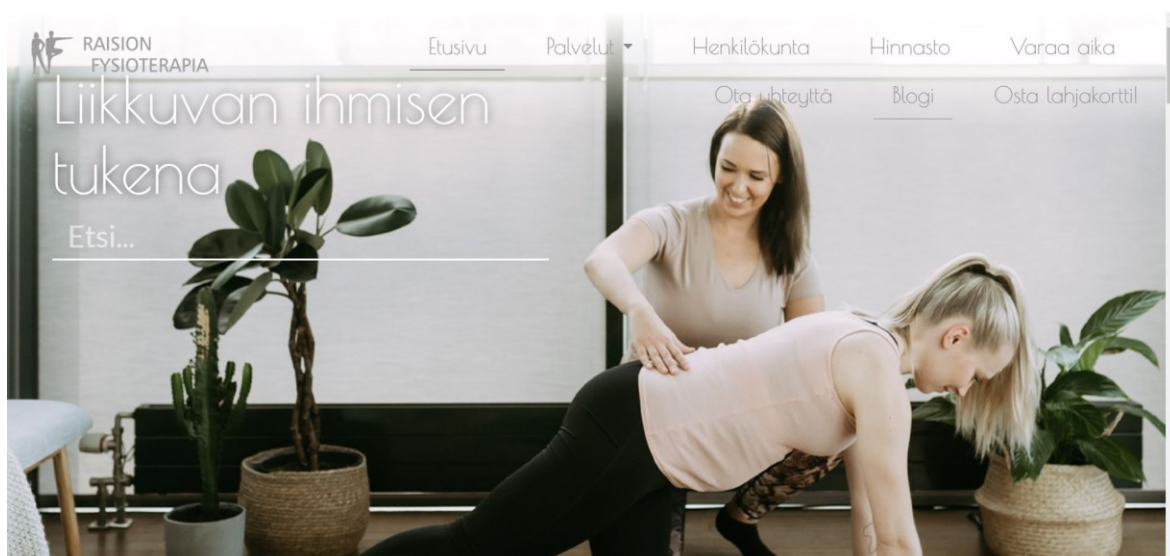 RAISION
FYSIOTERAPIA
Etusivu Palvelut Henkilökunta Hinnasto Varaa aika
Ota yhteyttä Blogi Osta lahjakortti!
Liikkuvan ihmisen
tukena
Etsi...